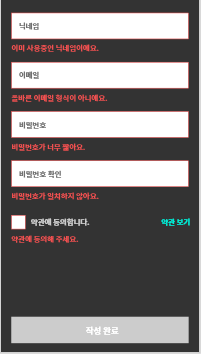 닉네임
이미 사용중인 닉네임이에요.
이메일
올바른 이메일 형식이 아니에요.
비밀번호
비밀번호가 너무 짧아요.
비밀번호 확인
비밀번호가 일치하지 않아요.
약관에 동의합니다. 약관 보기
약관에 동의해 주세요.
작성 완료